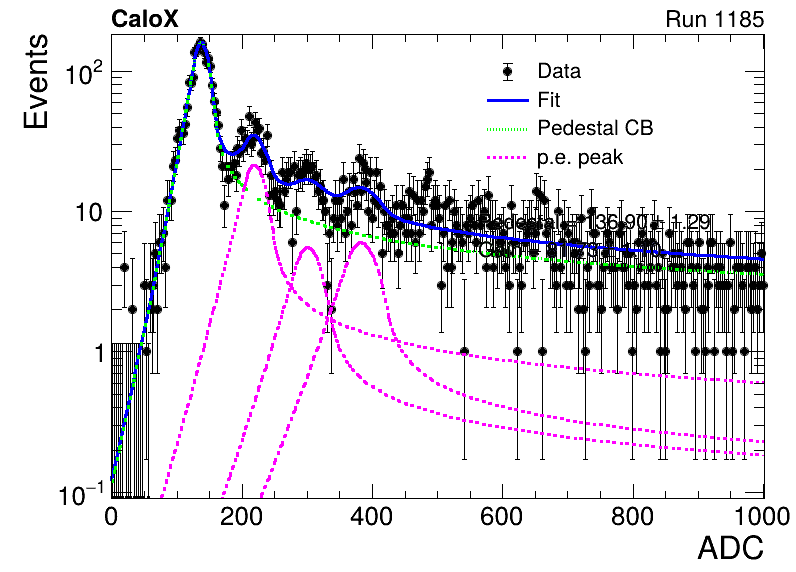 CaloX Run 1185
Events
Data
Fit
Pedestal CB
p.e. peak
10²
10
1
10⁻¹
0 200 400 600 800 1000
ADC